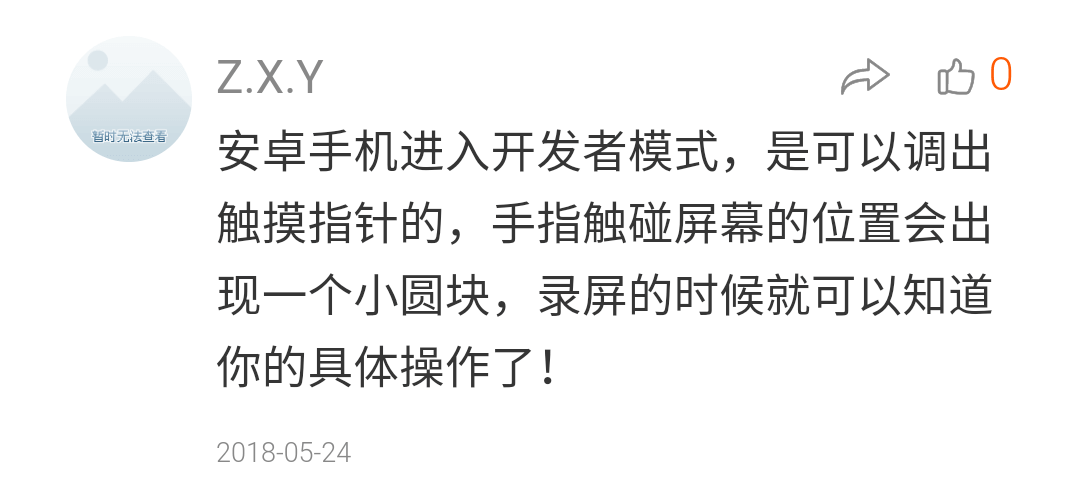 Z.X.Y
0
暂时无法查看
安卓手机进入开发者模式，是可以调出
触摸指针的，手指触碰屏幕的位置会出
现一个小圆块，录屏的时候就可以知道
你的具体操作了！
2018-05-24